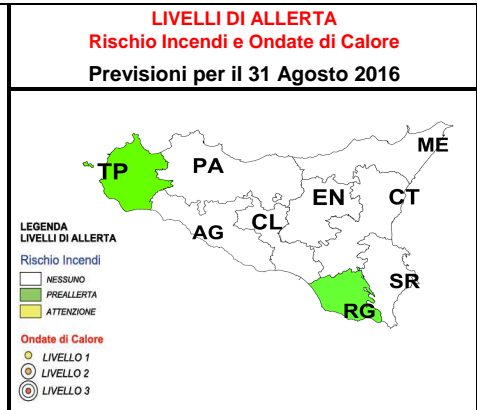 LIVELLI DI ALLERTA
Rischio Incendi e Ondate di Calore
Previsioni per il 31 Agosto 2016
ME
TP
PA
EN
CT
CL
AG
SR
RG
LEGENDA
LIVELLI DI ALLERTA
Rischio Incendi
NESSUNO
PREALLERTA
ATTENZIONE
Ondate di Calore
LIVELLO 1
LIVELLO 2
LIVELLO 3